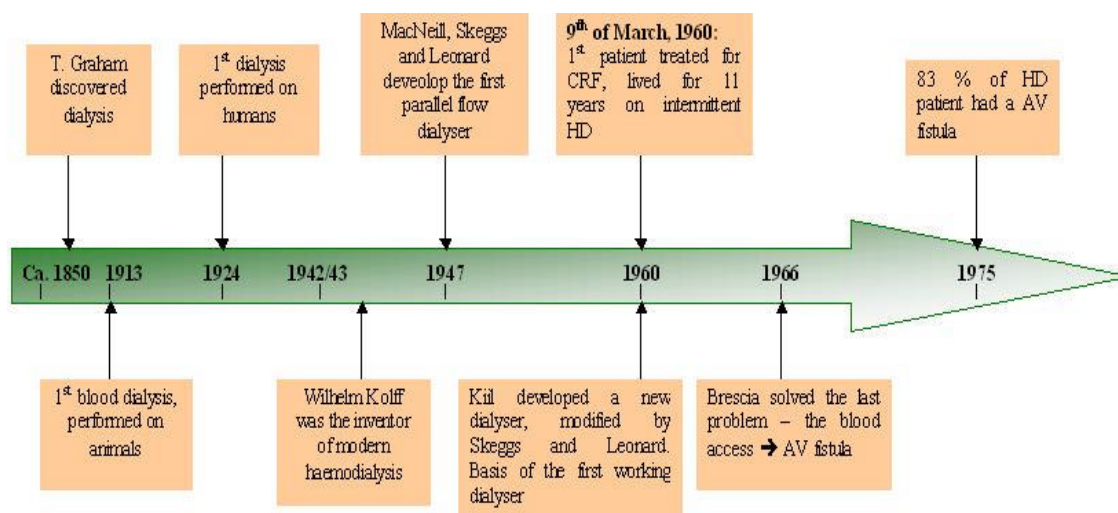 T. Graham
discovered
dialysis
1st dialysis
performed on
humans
MacNeill, Skeggs
and Leonard
deveolop the first
parallel flow
dialyser
9th of March, 1960:
1st patient treated for
CRF, lived for 11
years on intermittent
HD
83 % of HD
patient had a AV
fistula
Ca. 1850 1913 1924 1942/43 1947 1960 1966 1975
1st blood dialysis,
performed on
animals
Wilhelm Kolff
was the inventor
of modern
haemodialysis
Kiil developed a new
dialyser, modified by
Skeggs and Leonard.
Basis of the first working
dialyser
Brescia solved the last
problem – the blood
access ➔ AV fistula